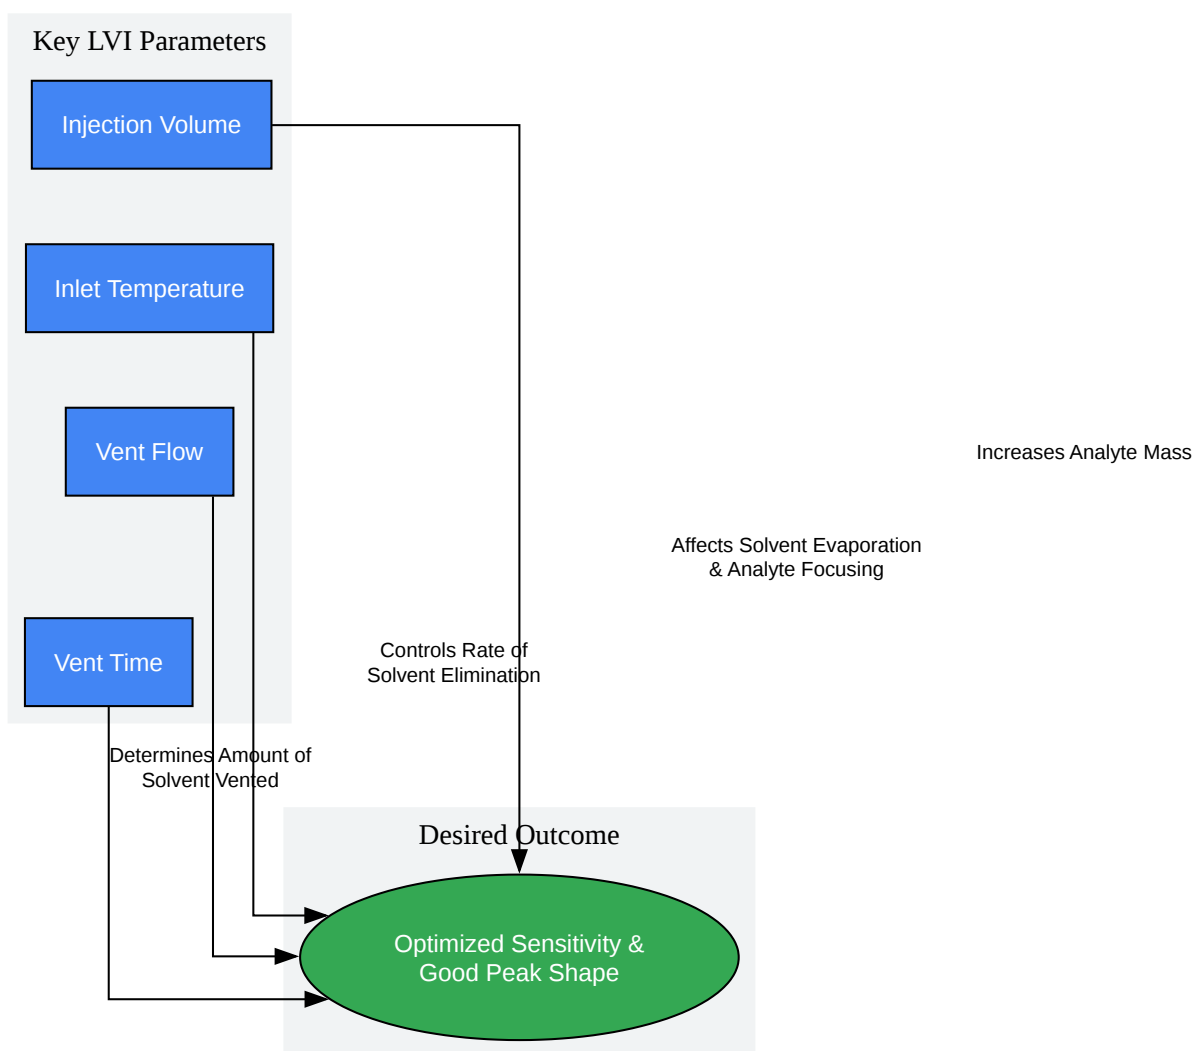 Key LVI Parameters
Injection Volume
Inlet Temperature
Vent Flow
Increases Analyte Mass
Affects Solvent Evaporation
& Analyte Focusing
Vent Time
Controls Rate of
Solvent Elimination
Determines Amount of
Solvent Vented
Desired Outcome
Optimized Sensitivity &
Good Peak Shape